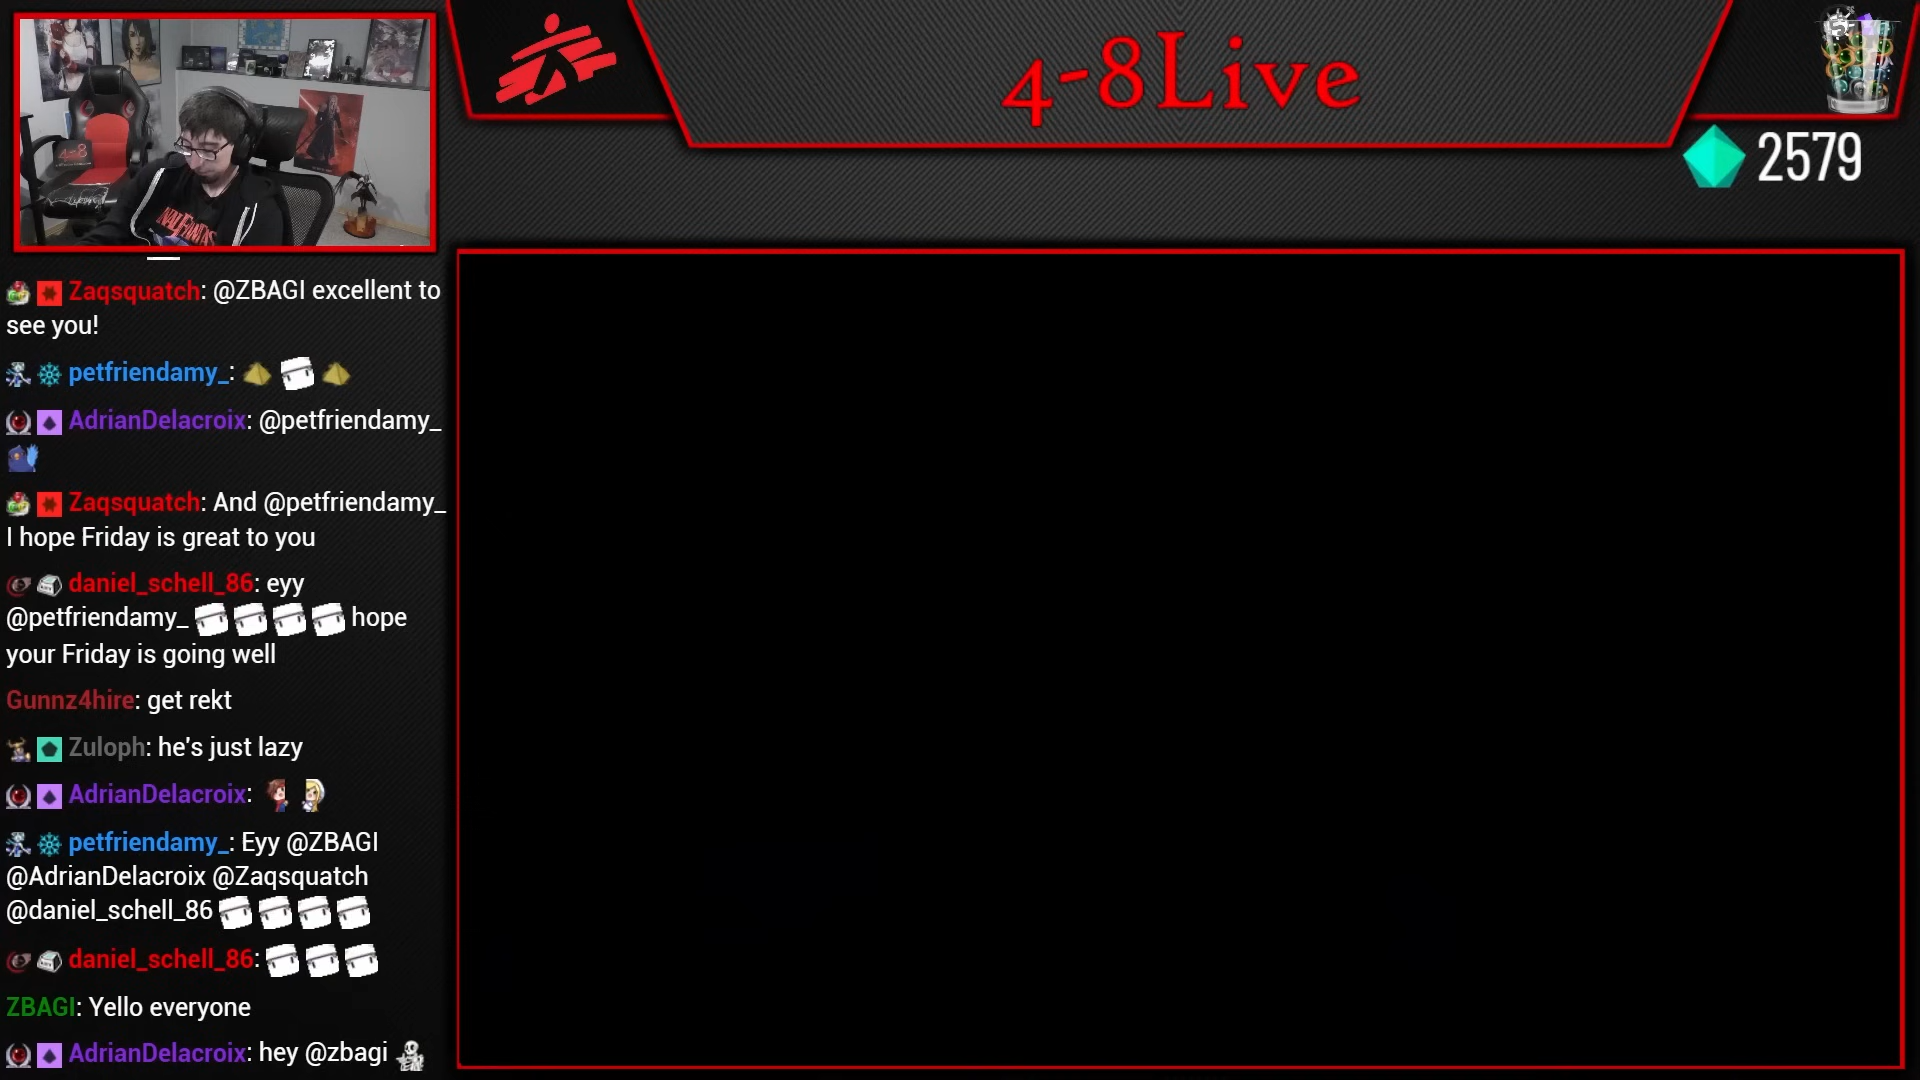 4-8Live
2579
4-8
Zaqsquatch: @ZBAGI excellent to
see you!
petfriendamy_:
AdrianDelacroix: @petfriendamy_
Zaqsquatch: And @petfriendamy_
I hope Friday is great to you
daniel_schell_86: eyy
@petfriendamy_ hope
your Friday is going well
Gunnz4hire: get rekt
Zuloph: he's just lazy
AdrianDelacroix:
petfriendamy_: Eyy @ZBAGI
@AdrianDelacroix @Zaqsquatch
@daniel_schell_86
daniel_schell_86:
ZBAGI: Yello everyone
AdrianDelacroix: hey @zbagi